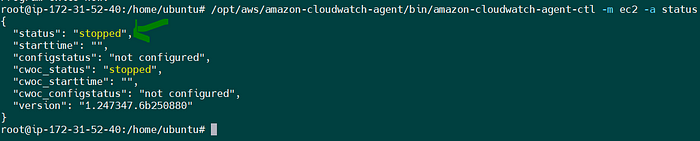 root@ip-172-31-52-40:/home/ubuntu# /opt/aws/amazon-cloudwatch-agent/bin/amazon-cloudwatch-agent-ctl -m ec2 -a status
{
  "status": "stopped",
  "starttime": "",
  "configstatus": "not configured",
  "cwoc_status": "stopped",
  "cwoc_starttime": "",
  "cwoc_configstatus": "not configured",
  "version": "1.247347.6b250880"
}
root@ip-172-31-52-40:/home/ubuntu#